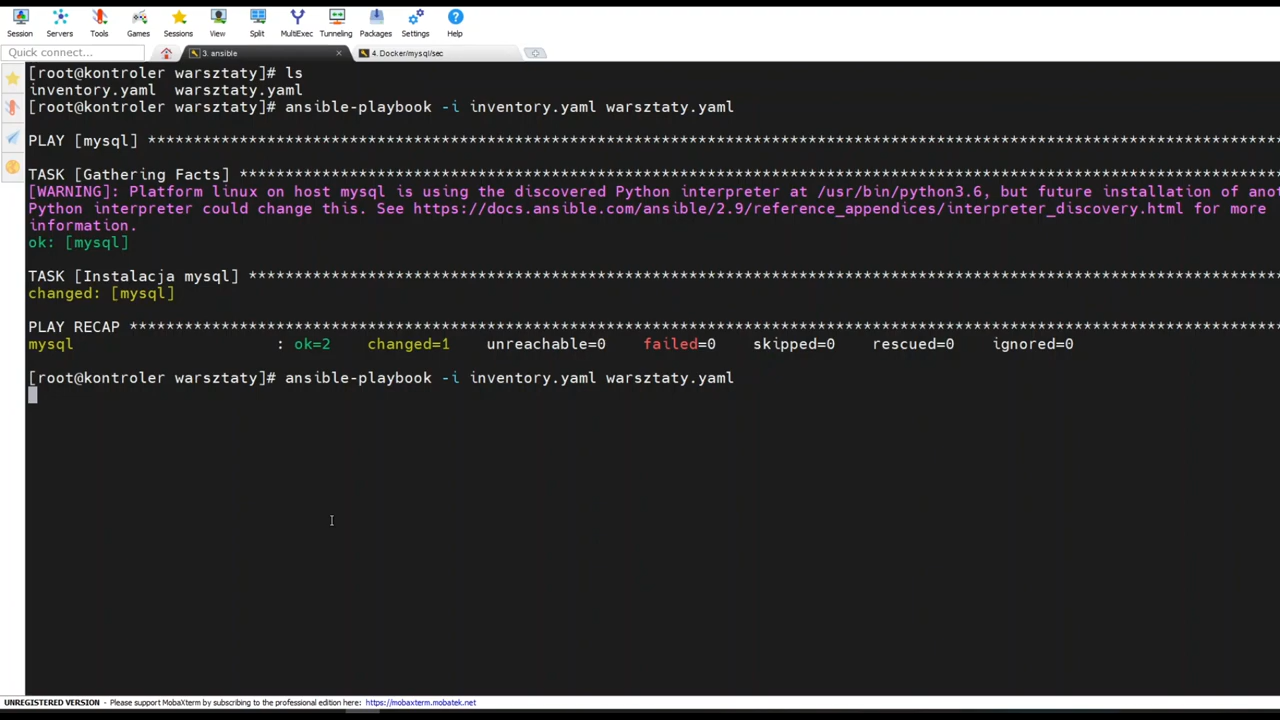 Session Servers Tools Games Sessions View Split MultiExec Tunneling Packages Settings Help
Quick connect... 3. ansible 4. Docker/mysql/sec
[root@kontroler warsztaty]# ls
inventory.yaml warsztaty.yaml
[root@kontroler warsztaty]# ansible-playbook -i inventory.yaml warsztaty.yaml
PLAY [mysql] ****************************************************************************************************************************
TASK [Gathering Facts] ******************************************************************************************************************
[WARNING]: Platform linux on host mysql is using the discovered Python interpreter at /usr/bin/python3.6, but future installation of anot
Python interpreter could change this. See https://docs.ansible.com/ansible/2.9/reference_appendices/interpreter_discovery.html for more
information.
ok: [mysql]
TASK [Instalacja mysql] *****************************************************************************************************************
changed: [mysql]
PLAY RECAP ******************************************************************************************************************************
mysql : ok=2 changed=1 unreachable=0 failed=0 skipped=0 rescued=0 ignored=0
[root@kontroler warsztaty]# ansible-playbook -i inventory.yaml warsztaty.yaml
UNREGISTERED VERSION - Please support MobaXterm by subscribing to the professional edition here: https://mobaxterm.mobatek.net